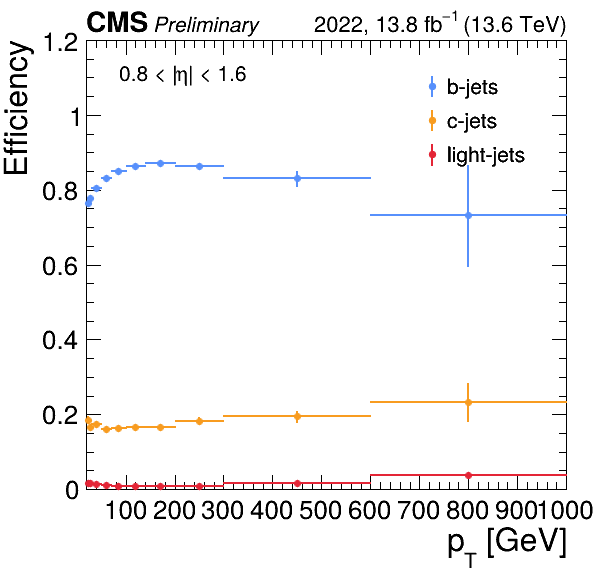 CMS Preliminary 2022, 13.8 fb⁻¹ (13.6 TeV)
0.8 < |η| < 1.6
b-jets
c-jets
light-jets
Efficiency
1.2
1
0.8
0.6
0.4
0.2
0
100 200 300 400 500 600 700 800 900 1000
p_T [GeV]